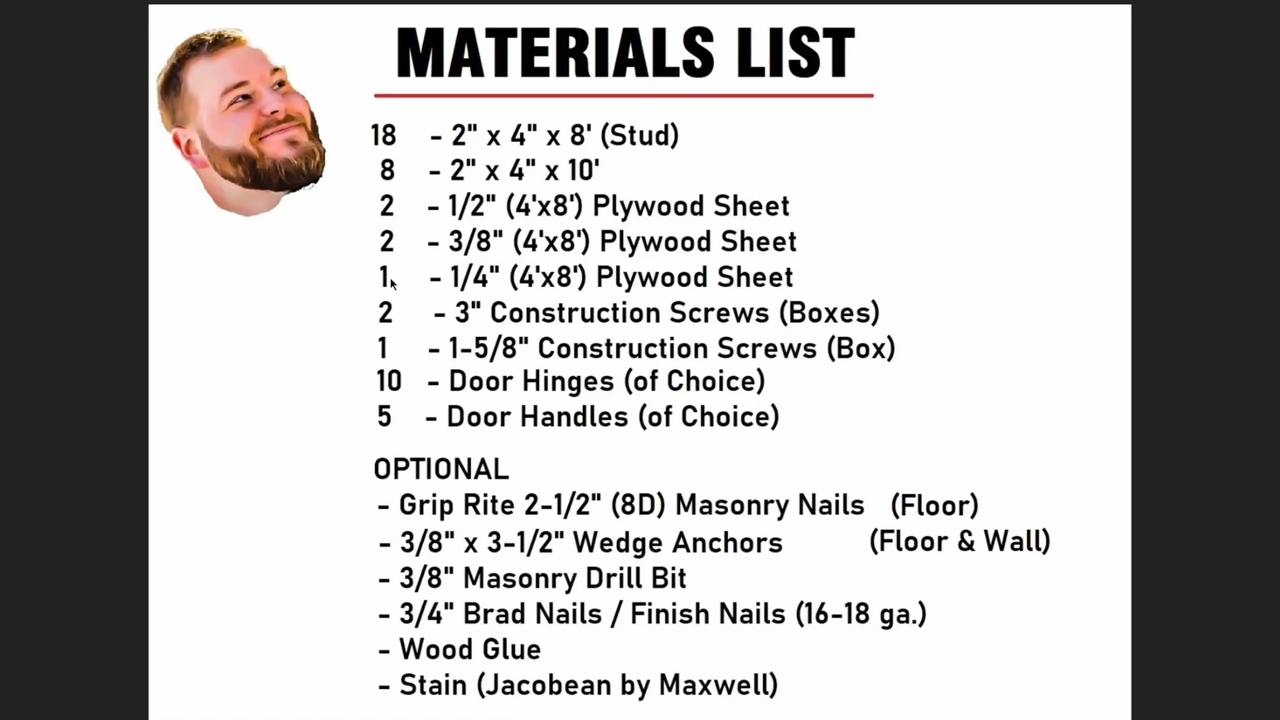 MATERIALS LIST
18 - 2" x 4" x 8' (Stud)
8 - 2" x 4" x 10'
2 - 1/2" (4'x8') Plywood Sheet
2 - 3/8" (4'x8') Plywood Sheet
1 - 1/4" (4'x8') Plywood Sheet
2 - 3" Construction Screws (Boxes)
1 - 1-5/8" Construction Screws (Box)
10 - Door Hinges (of Choice)
5 - Door Handles (of Choice)
OPTIONAL
- Grip Rite 2-1/2" (8D) Masonry Nails (Floor)
- 3/8" x 3-1/2" Wedge Anchors (Floor & Wall)
- 3/8" Masonry Drill Bit
- 3/4" Brad Nails / Finish Nails (16-18 ga.)
- Wood Glue
- Stain (Jacobean by Maxwell)